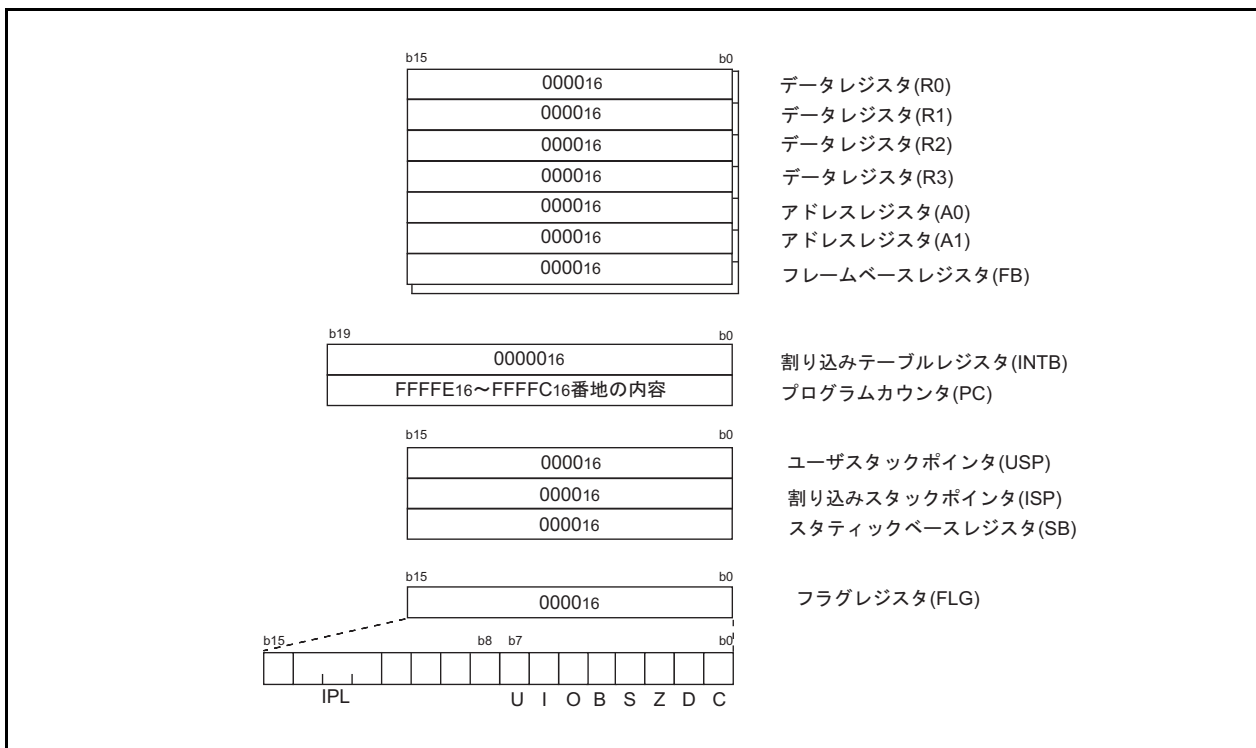 b15 b0
000016 データレジスタ(R0)
000016 データレジスタ(R1)
000016 データレジスタ(R2)
000016 データレジスタ(R3)
000016 アドレスレジスタ(A0)
000016 アドレスレジスタ(A1)
000016 フレームベースレジスタ(FB)
b19 b0
0000016 割り込みテーブルレジスタ(INTB)
FFFFE16～FFFFC16番地の内容 プログラムカウンタ(PC)
b15 b0
000016 ユーザスタックポインタ(USP)
000016 割り込みスタックポインタ(ISP)
000016 スタティックベースレジスタ(SB)
b15 b0
000016 フラグレジスタ(FLG)
b15 b8 b7 b0
IPL U I O B S Z D C